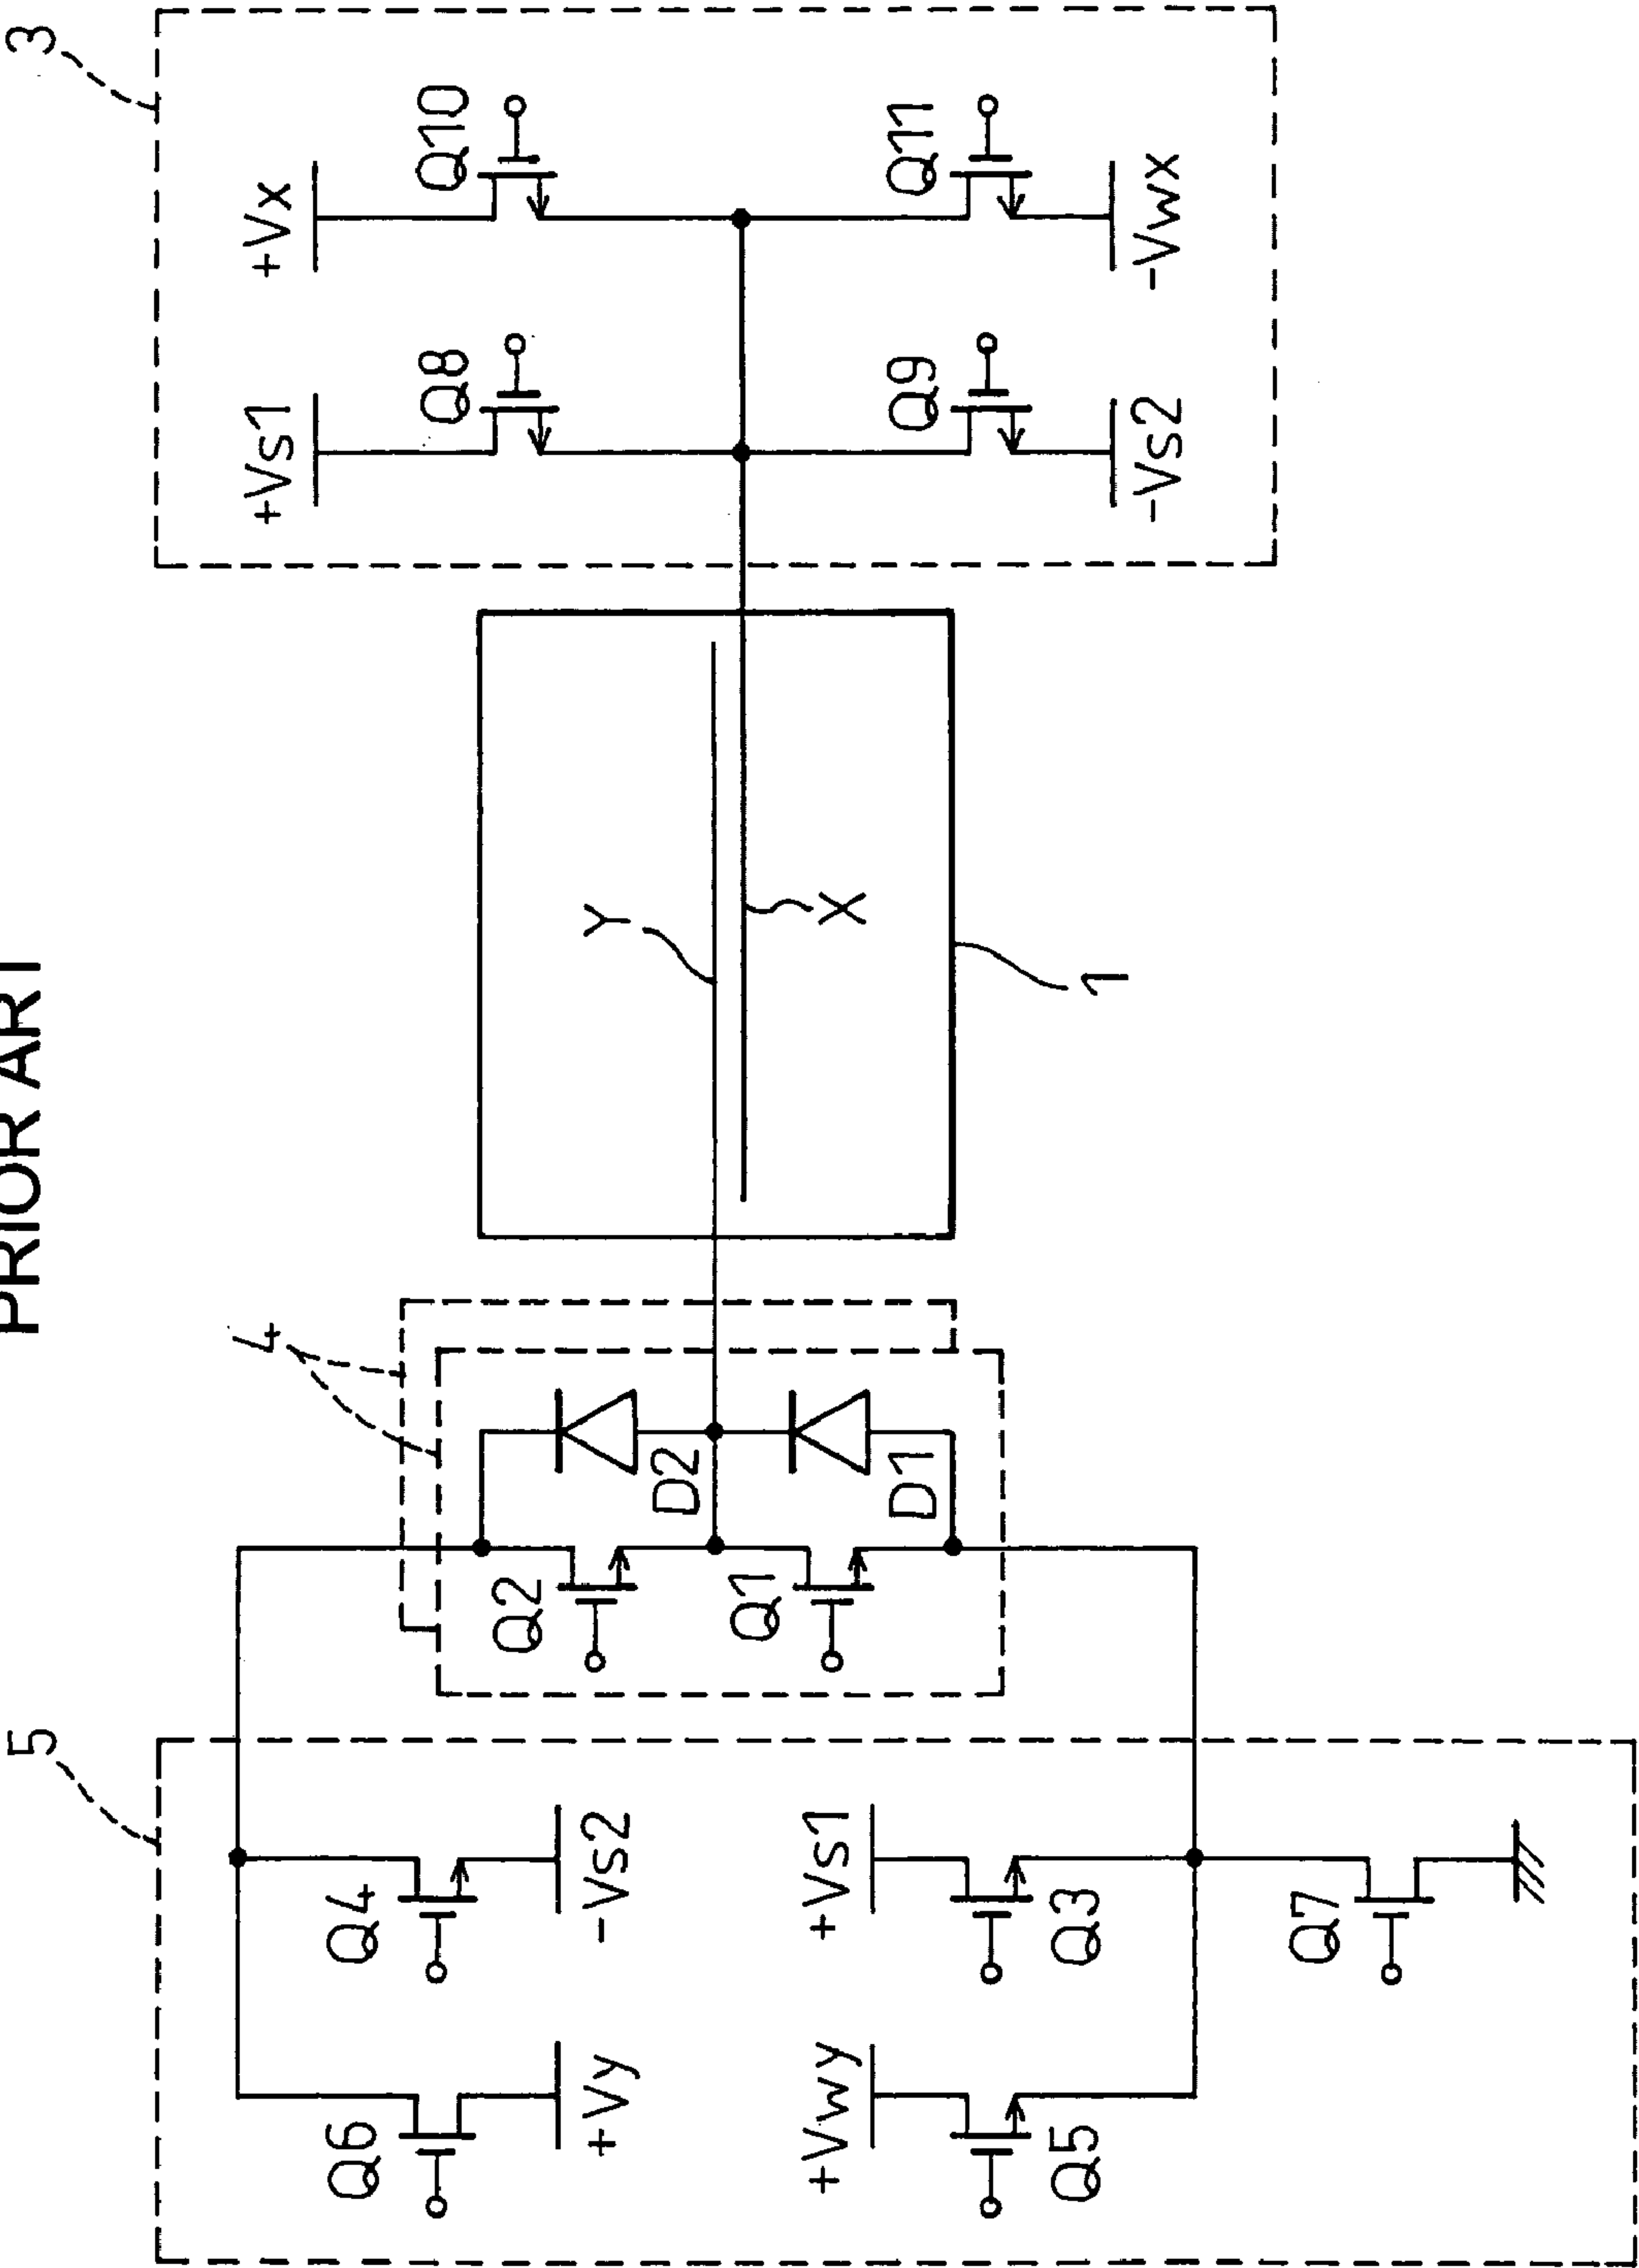 PRIOR ART
5
3
4
+Vs1
+Vx
Q6
Q4
Q8
Q10
Q2
+Vy
-Vs2
Y
D2
Q1
+Vwy
+Vs1
X
D1
Q9
Q11
Q5
Q3
1
-Vs2
-Vwx
Q7